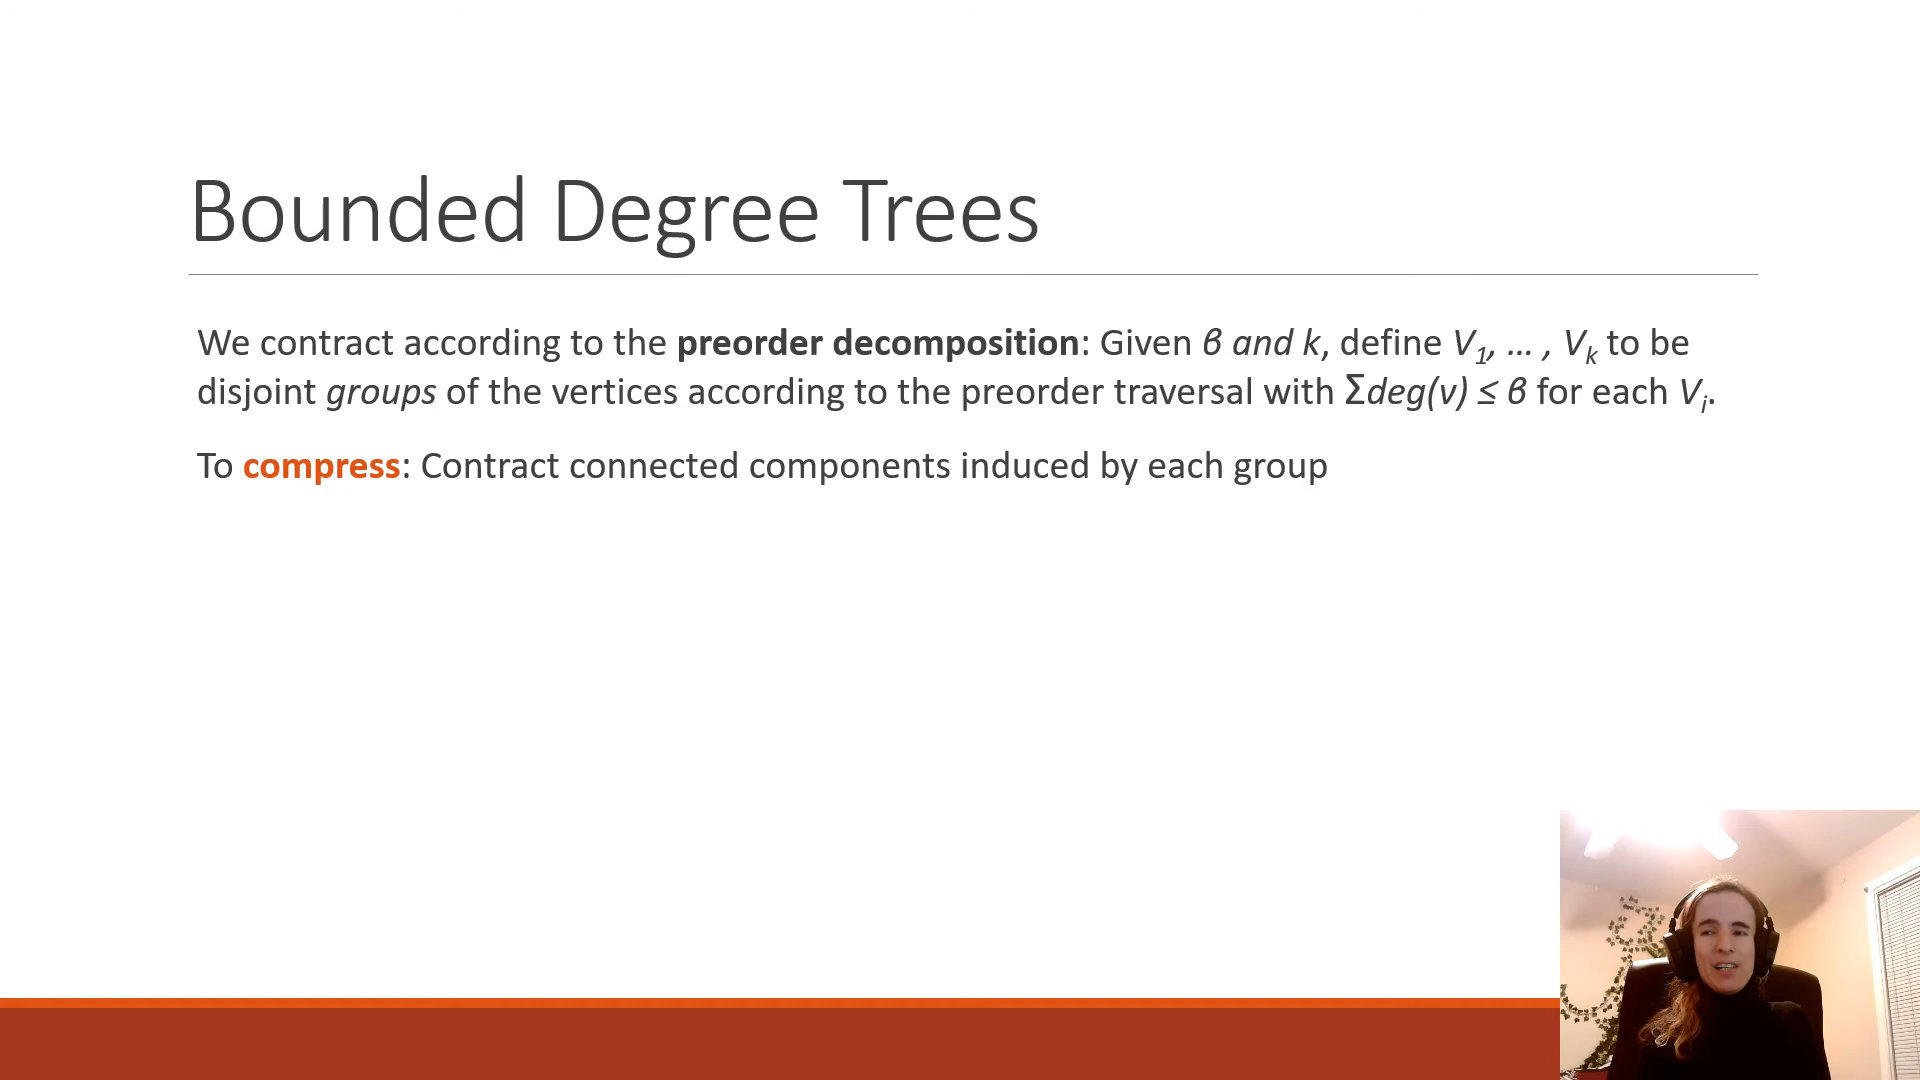 Bounded Degree Trees
We contract according to the preorder decomposition: Given β and k, define V₁, … , Vₖ to be
disjoint groups of the vertices according to the preorder traversal with Σdeg(v) ≤ β for each Vᵢ.
To compress: Contract connected components induced by each group